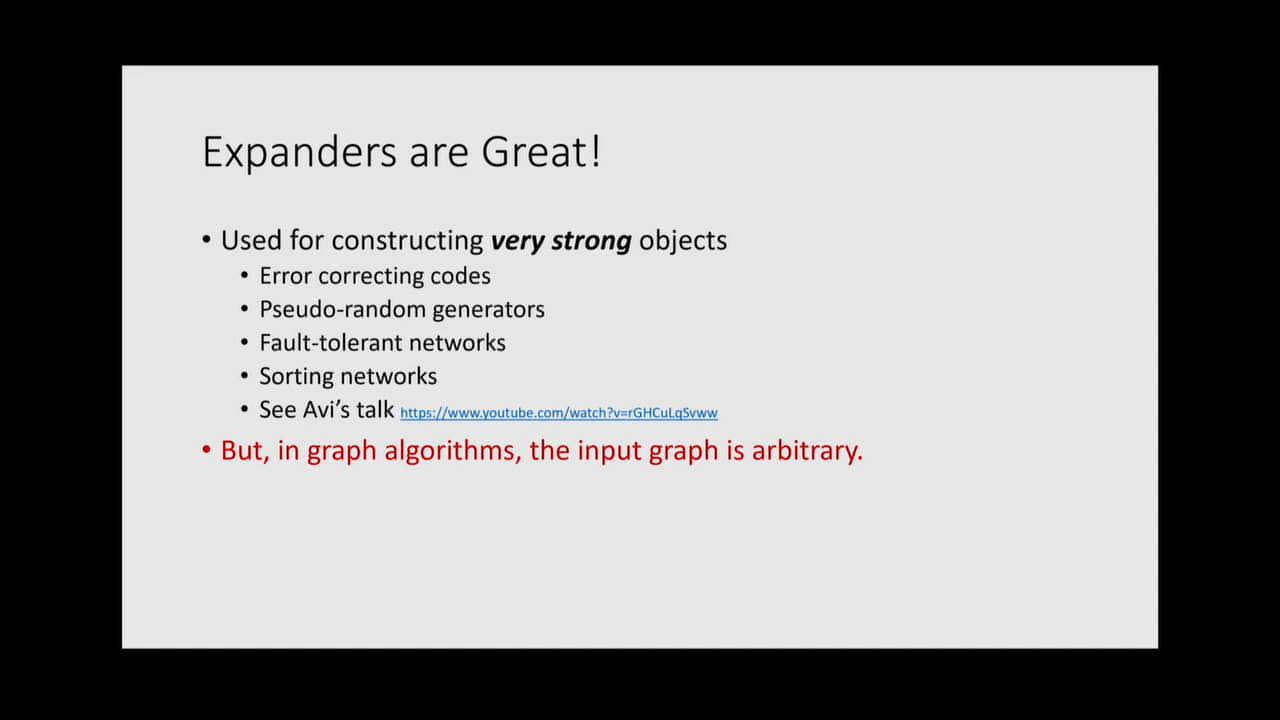 Expanders are Great!
• Used for constructing very strong objects
• Error correcting codes
• Pseudo-random generators
• Fault-tolerant networks
• Sorting networks
• See Avi's talk https://www.youtube.com/watch?v=rGHCuLqSvww
• But, in graph algorithms, the input graph is arbitrary.